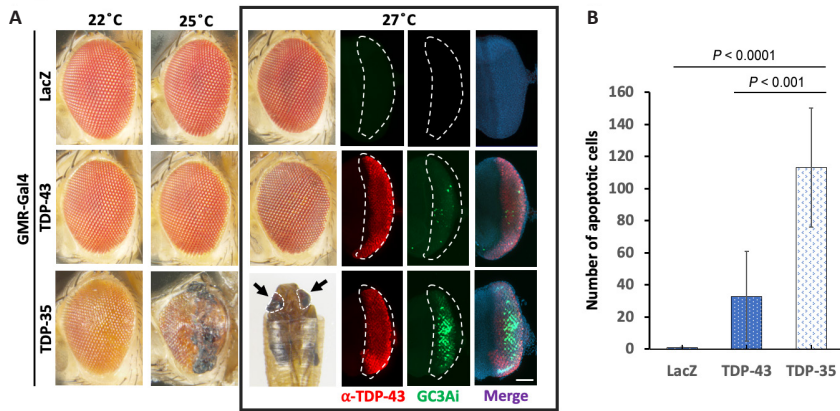 A
22˚C
25˚C
27˚C
GMR-Gal4
LacZ
TDP-43
TDP-35
α-TDP-43
GC3Ai
Merge
B
P < 0.0001
P < 0.001
Number of apoptotic cells
160
140
120
100
80
60
40
20
0
LacZ
TDP-43
TDP-35